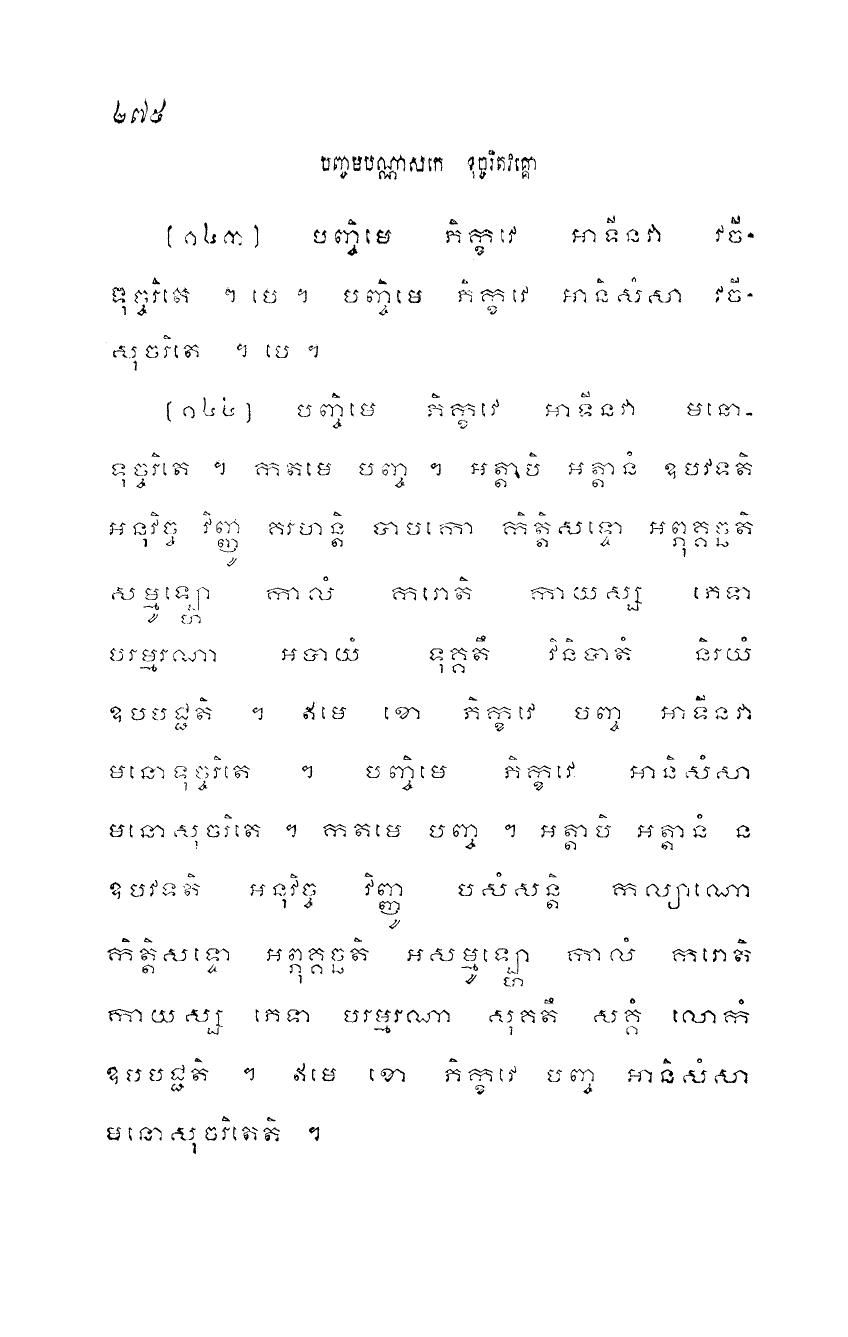 ២៧៥
បញ្ចមបណ្ណាសកេ ទុច្ចរិតវគ្គោ
[១៤៣] បញ្ចិមេ ភិក្ខវេ អាទីនវា វចី-
ទុច្ចរិតេ ។ បេ ។ បញ្ចិមេ ភិក្ខវេ អានិសំសា វចី-
សុចរិតេ ។ បេ ។
[១៤៤] បញ្ចិមេ ភិក្ខវេ អាទីនវា មនោ-
ទុច្ចរិតេ ។ កតមេ បញ្ច ។ អត្តាបិ អត្តានំ ឧបវទតិ
អនុវិច្ច វិញ្ញូ គរហន្តិ បាបកោ កិត្តិសទ្ទោ អព្ភុគ្គច្ឆតិ
សម្មូឡ្ហោ កាលំ ករោតិ កាយស្ស ភេទា
បរម្មរណា អបាយំ ទុគ្គតឹ វិនិបាតំ និរយំ
ឧបបជ្ជតិ ។ ឥមេ ខោ ភិក្ខវេ បញ្ច អាទីនវា
មនោទុច្ចរិតេ ។ បញ្ចិមេ ភិក្ខវេ អានិសំសា
មនោសុចរិតេ ។ កតមេ បញ្ច ។ អត្តាបិ អត្តានំ ន
ឧបវទតិ អនុវិច្ច វិញ្ញូ បសំសន្តិ កល្យាណោ
កិត្តិសទ្ទោ អព្ភុគ្គច្ឆតិ អសម្មូឡ្ហោ កាលំ ករោតិ
កាយស្ស ភេទា បរម្មរណា សុគតឹ សគ្គំ លោកំ
ឧបបជ្ជតិ ។ ឥមេ ខោ ភិក្ខវេ បញ្ច អានិសំសា
មនោសុចរិតេតិ ។